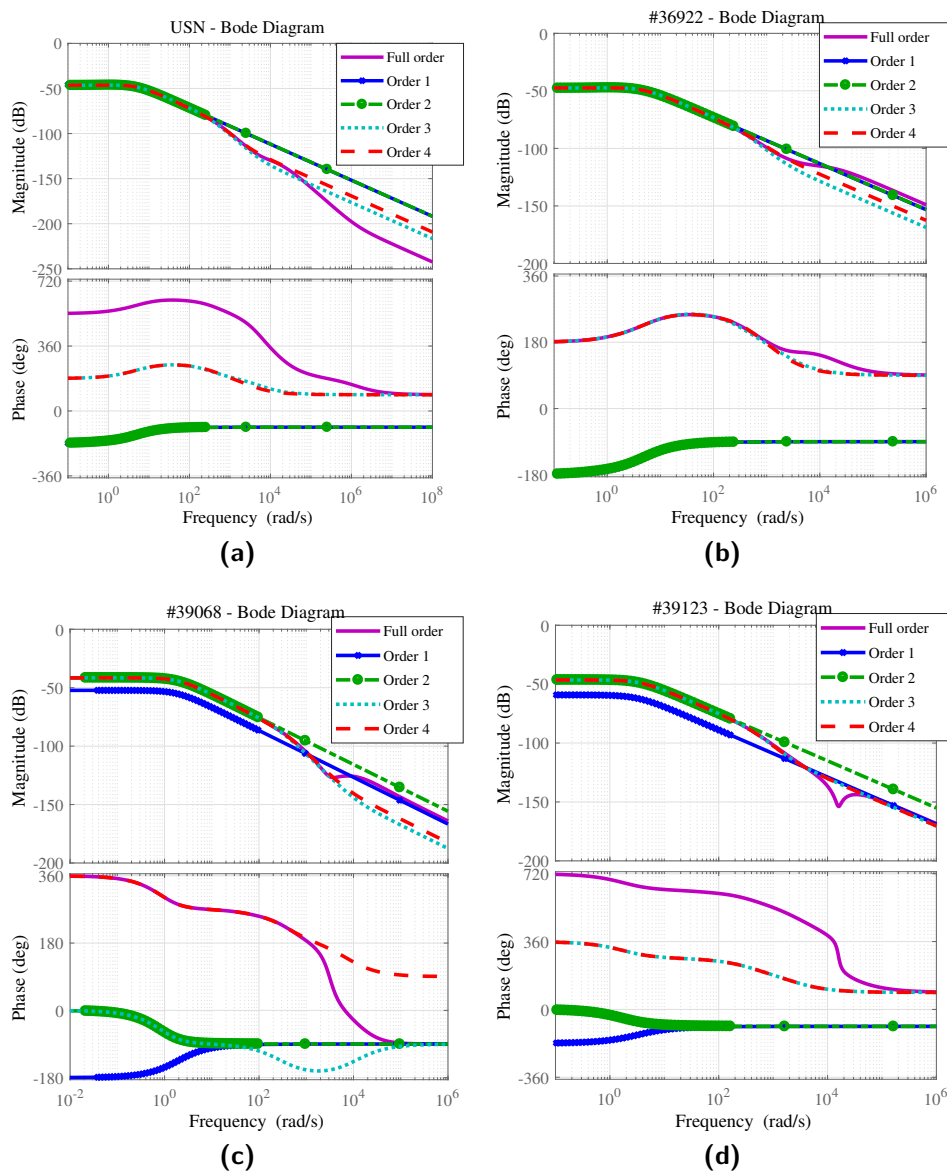 USN - Bode Diagram
0
-50
-100
-150
-200
-250
Magnitude (dB)
Full order
Order 1
Order 2
Order 3
Order 4
720
360
0
-360
Phase (deg)
10^0
10^2
10^4
10^6
10^8
Frequency (rad/s)
(a)
#36922 - Bode Diagram
0
-50
-100
-150
-200
Magnitude (dB)
Full order
Order 1
Order 2
Order 3
Order 4
360
180
0
-180
Phase (deg)
10^0
10^2
10^4
10^6
Frequency (rad/s)
(b)
#39068 - Bode Diagram
0
-50
-100
-150
-200
Magnitude (dB)
Full order
Order 1
Order 2
Order 3
Order 4
360
180
0
-180
Phase (deg)
10^-2
10^0
10^2
10^4
10^6
Frequency (rad/s)
(c)
#39123 - Bode Diagram
0
-50
-100
-150
-200
Magnitude (dB)
Full order
Order 1
Order 2
Order 3
Order 4
720
360
0
-360
Phase (deg)
10^0
10^2
10^4
10^6
Frequency (rad/s)
(d)